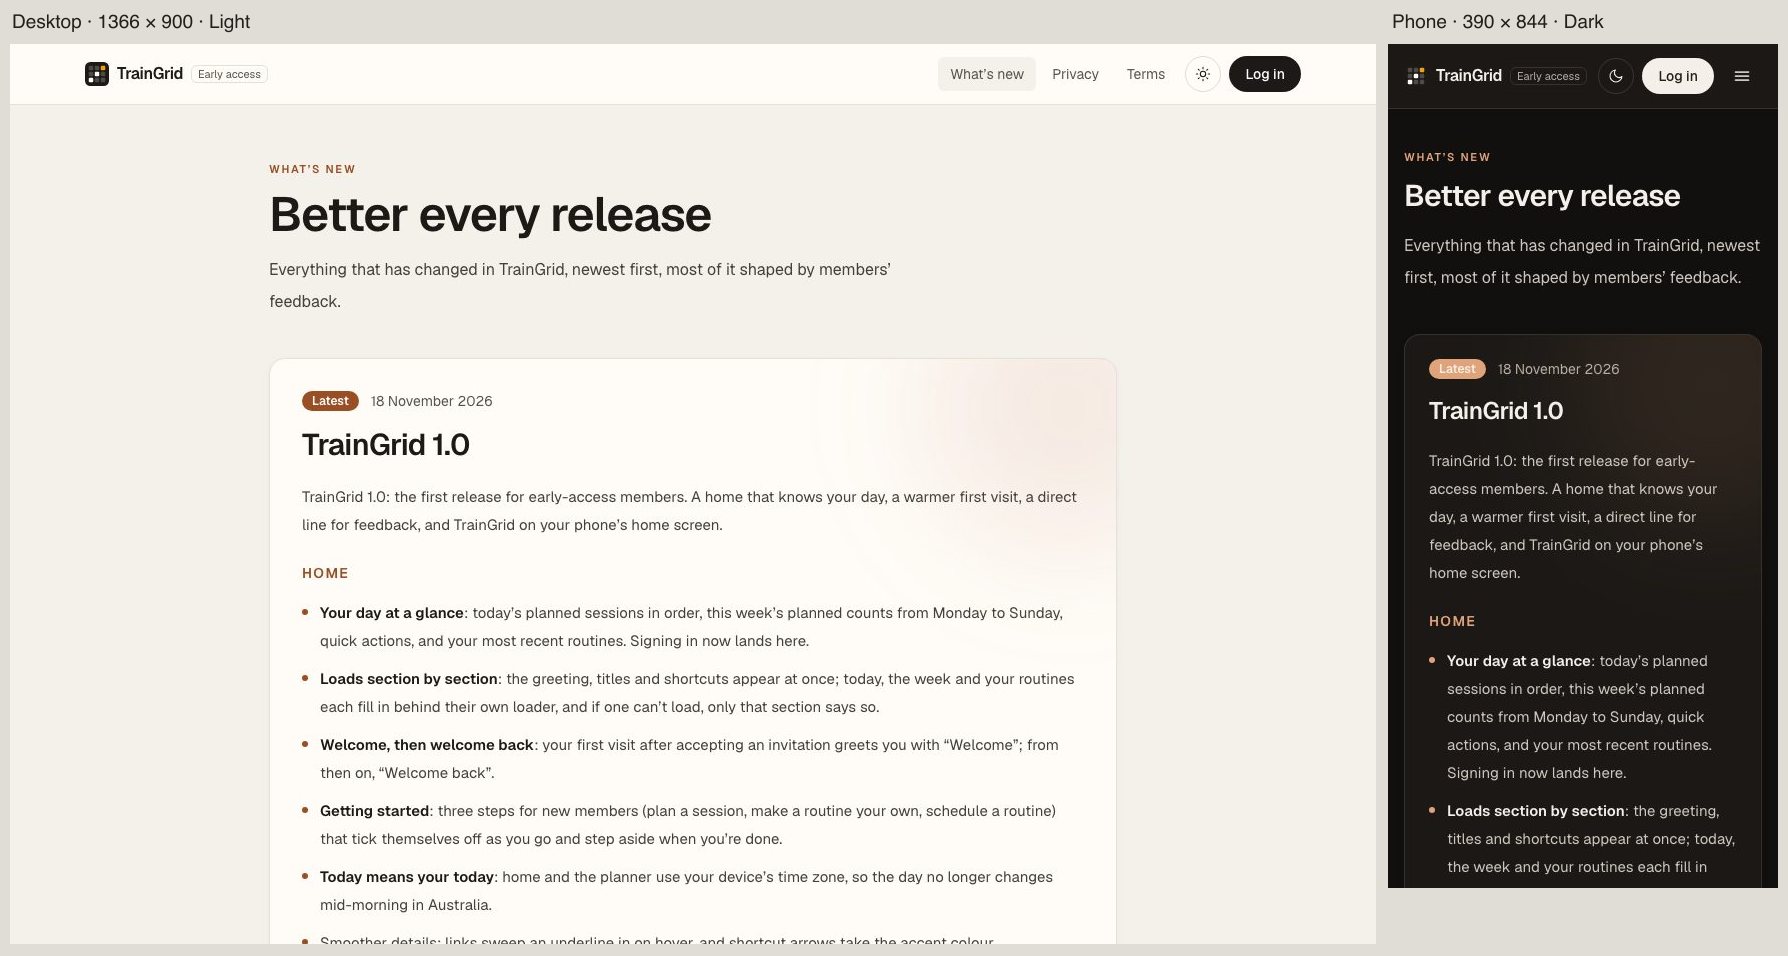 Desktop · 1366 × 900 · Light
TrainGrid Early access What’s new Privacy Terms Log in
WHAT’S NEW
Better every release
Everything that has changed in TrainGrid, newest first, most of it shaped by members’
feedback.
Latest 18 November 2026
TrainGrid 1.0
TrainGrid 1.0: the first release for early-access members. A home that knows your day, a warmer first visit, a direct
line for feedback, and TrainGrid on your phone’s home screen.
HOME
Your day at a glance: today’s planned sessions in order, this week’s planned counts from Monday to Sunday,
quick actions, and your most recent routines. Signing in now lands here.
Loads section by section: the greeting, titles and shortcuts appear at once; today, the week and your routines
each fill in behind their own loader, and if one can’t load, only that section says so.
Welcome, then welcome back: your first visit after accepting an invitation greets you with “Welcome”; from
then on, “Welcome back”.
Getting started: three steps for new members (plan a session, make a routine your own, schedule a routine)
that tick themselves off as you go and step aside when you’re done.
Today means your today: home and the planner use your device’s time zone, so the day no longer changes
mid-morning in Australia.
Smoother details: links sweep an underline in on hover, and shortcut arrows take the accent colour.
Phone · 390 × 844 · Dark
TrainGrid Early access Log in
WHAT’S NEW
Better every release
Everything that has changed in TrainGrid, newest
first, most of it shaped by members’ feedback.
Latest 18 November 2026
TrainGrid 1.0
TrainGrid 1.0: the first release for early-
access members. A home that knows your
day, a warmer first visit, a direct line for
feedback, and TrainGrid on your phone’s
home screen.
HOME
Your day at a glance: today’s planned
sessions in order, this week’s planned
counts from Monday to Sunday, quick
actions, and your most recent routines.
Signing in now lands here.
Loads section by section: the greeting,
titles and shortcuts appear at once; today,
the week and your routines each fill in